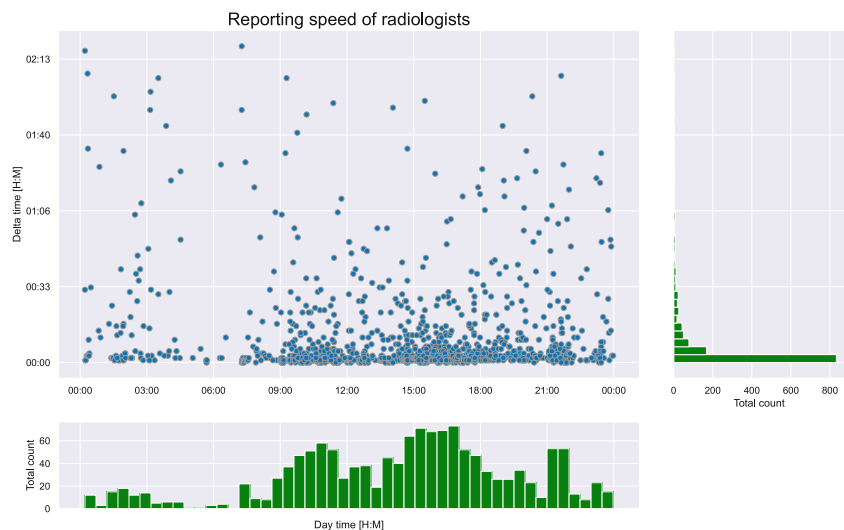 Reporting speed of radiologists
Delta time [H:M]
02:13
01:40
01:06
00:33
00:00
00:00 03:00 06:00 09:00 12:00 15:00 18:00 21:00 00:00
0 200 400 600 800
Total count
Total count
60
40
20
0
Day time [H:M]